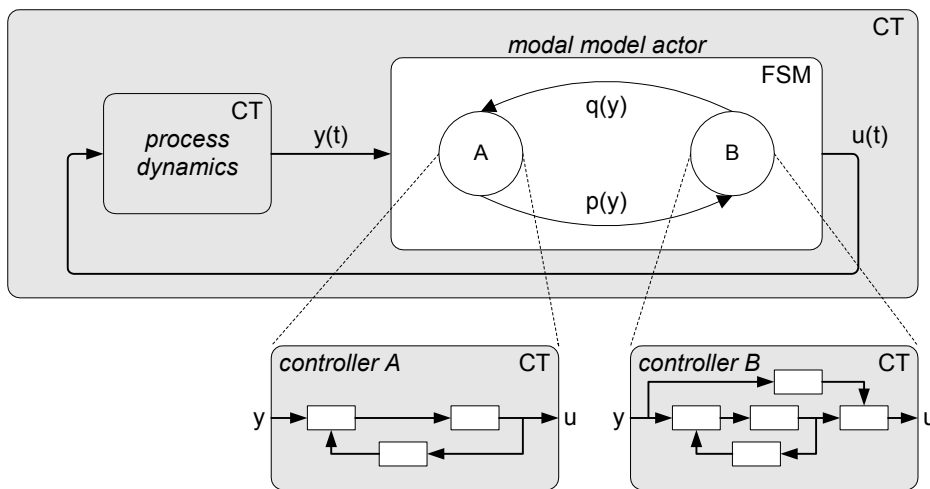 CT
modal model actor
FSM
CT
process
dynamics
y(t)
q(y)
A
B
p(y)
u(t)
controller A
CT
y
u
controller B
CT
y
u